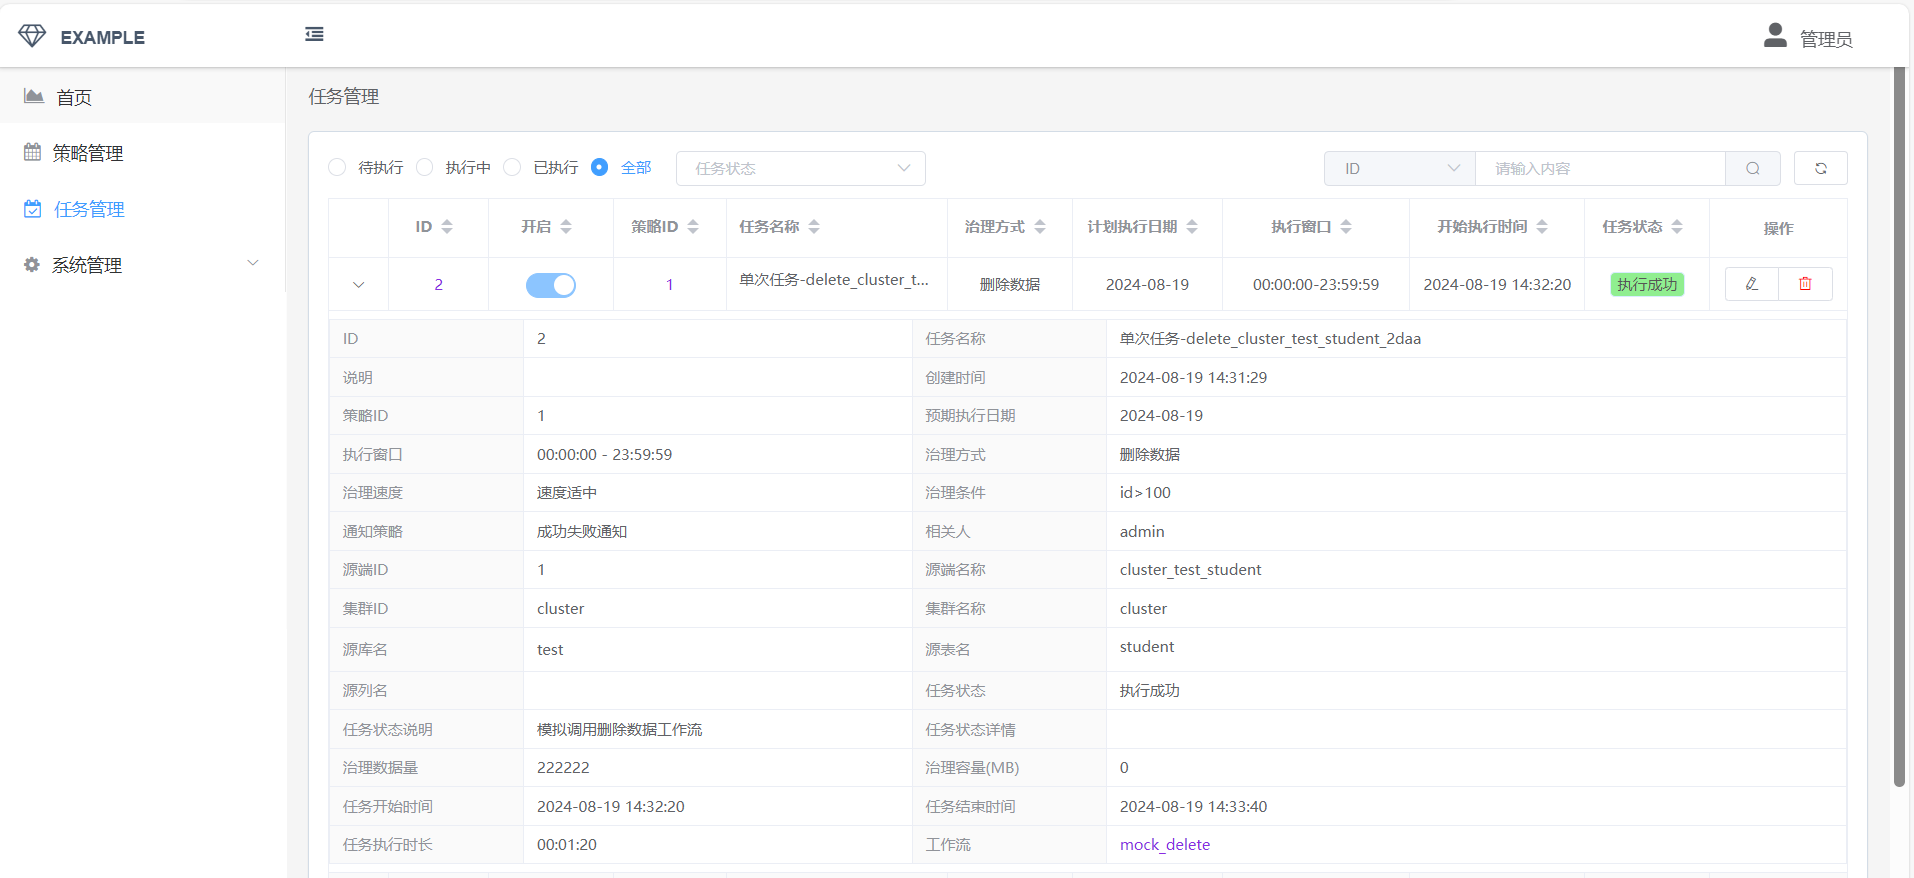 EXAMPLE
管理员
首页
策略管理
任务管理
系统管理
任务管理
待执行 执行中 已执行 全部 任务状态 ID 请输入内容
ID 开启 策略ID 任务名称 治理方式 计划执行日期 执行窗口 开始执行时间 任务状态 操作
2 1 单次任务-delete_cluster_t... 删除数据 2024-08-19 00:00:00-23:59:59 2024-08-19 14:32:20 执行成功
ID 2 任务名称 单次任务-delete_cluster_test_student_2daa
说明 创建时间 2024-08-19 14:31:29
策略ID 1 预期执行日期 2024-08-19
执行窗口 00:00:00 - 23:59:59 治理方式 删除数据
治理速度 速度适中 治理条件 id>100
通知策略 成功失败通知 相关人 admin
源端ID 1 源端名称 cluster_test_student
集群ID cluster 集群名称 cluster
源库名 test 源表名 student
源列名 任务状态 执行成功
任务状态说明 模拟调用删除数据工作流 任务状态详情
治理数据量 222222 治理容量(MB) 0
任务开始时间 2024-08-19 14:32:20 任务结束时间 2024-08-19 14:33:40
任务执行时长 00:01:20 工作流 mock_delete